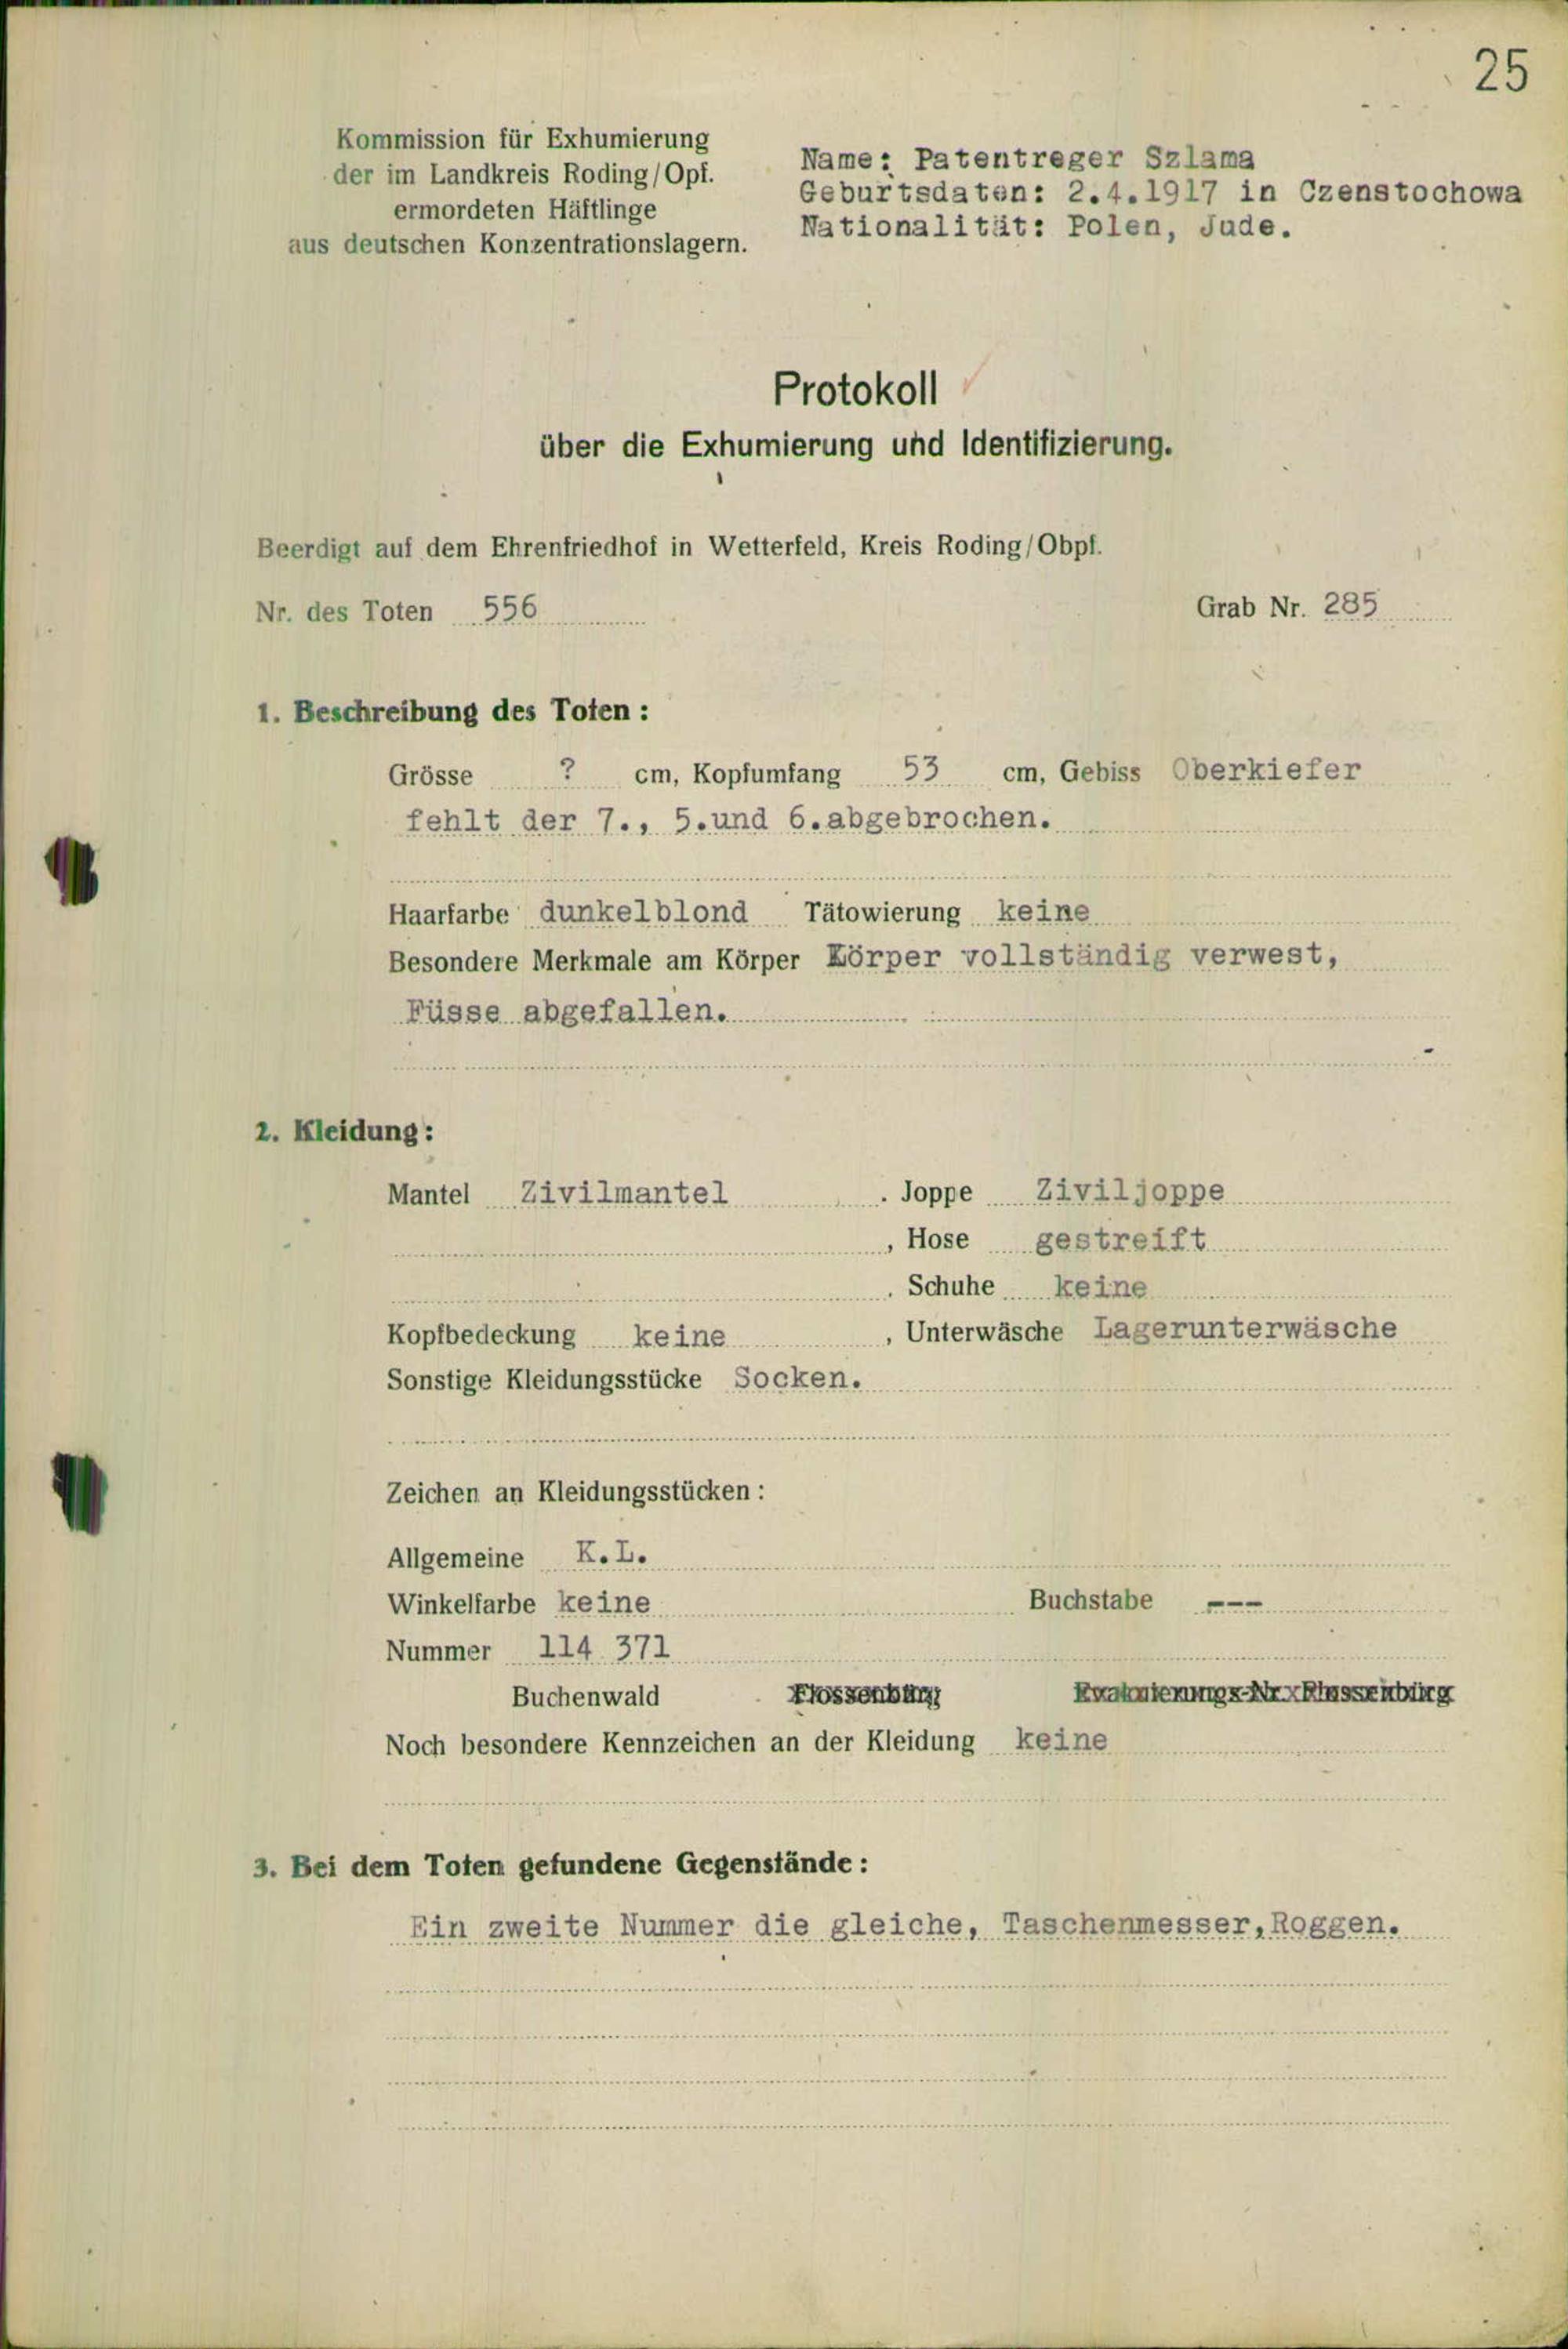 25
Kommission für Exhumierung
der im Landkreis Roding/Opf.
ermordeten Häftlinge
aus deutschen Konzentrationslagern.
Name: Patentreger Szlama
Geburtsdaten: 2.4.1917 in Czenstochowa
Nationalität: Polen, Jude.
Protokoll
über die Exhumierung und Identifizierung.
Beerdigt auf dem Ehrenfriedhof in Wetterfeld, Kreis Roding/Obpf.
Nr. des Toten 556 Grab Nr. 285
1. Beschreibung des Toten :
Grösse ? cm, Kopfumfang 53 cm, Gebiss Oberkiefer
fehlt der 7., 5.und 6.abgebrochen.
Haarfarbe dunkelblond Tätowierung keine
Besondere Merkmale am Körper Körper vollständig verwest,
Füsse abgefallen.
2. Kleidung :
Mantel Zivilmantel . Joppe Ziviljoppe
, Hose gestreift
. Schuhe keine
Kopfbedeckung keine , Unterwäsche Lagerunterwäsche
Sonstige Kleidungsstücke Socken.
Zeichen an Kleidungsstücken :
Allgemeine K.L.
Winkelfarbe keine Buchstabe ---
Nummer 114 371
Buchenwald Flossenbürg Evakuierungs-Nr. Flossenbürg
Noch besondere Kennzeichen an der Kleidung keine
3. Bei dem Toten gefundene Gegenstände :
Ein zweite Nummer die gleiche, Taschenmesser,Roggen.